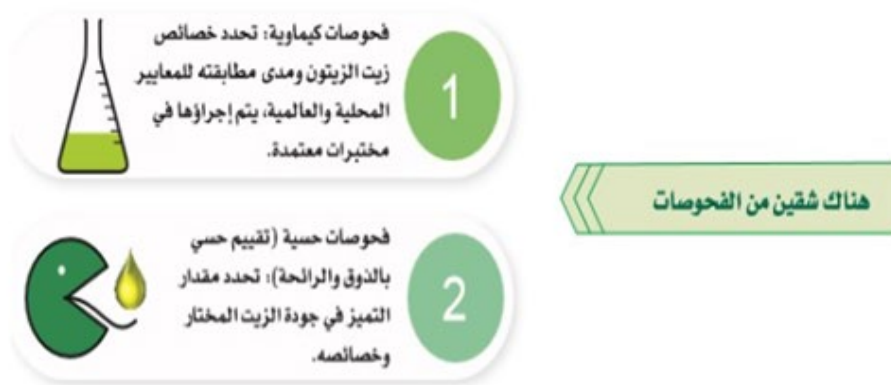 هناك شقين من الفحوصات
1
فحوصات كيماوية: تحدد خصائص
زيت الزيتون ومدى مطابقته للمعايير
المحلية والعالمية، يتم إجراؤها في
مختبرات معتمدة.
2
فحوصات حسية (تقييم حسي
بالذوق والرائحة): تحدد مقدار
التميز في جودة الزيت المختار
وخصائصه.